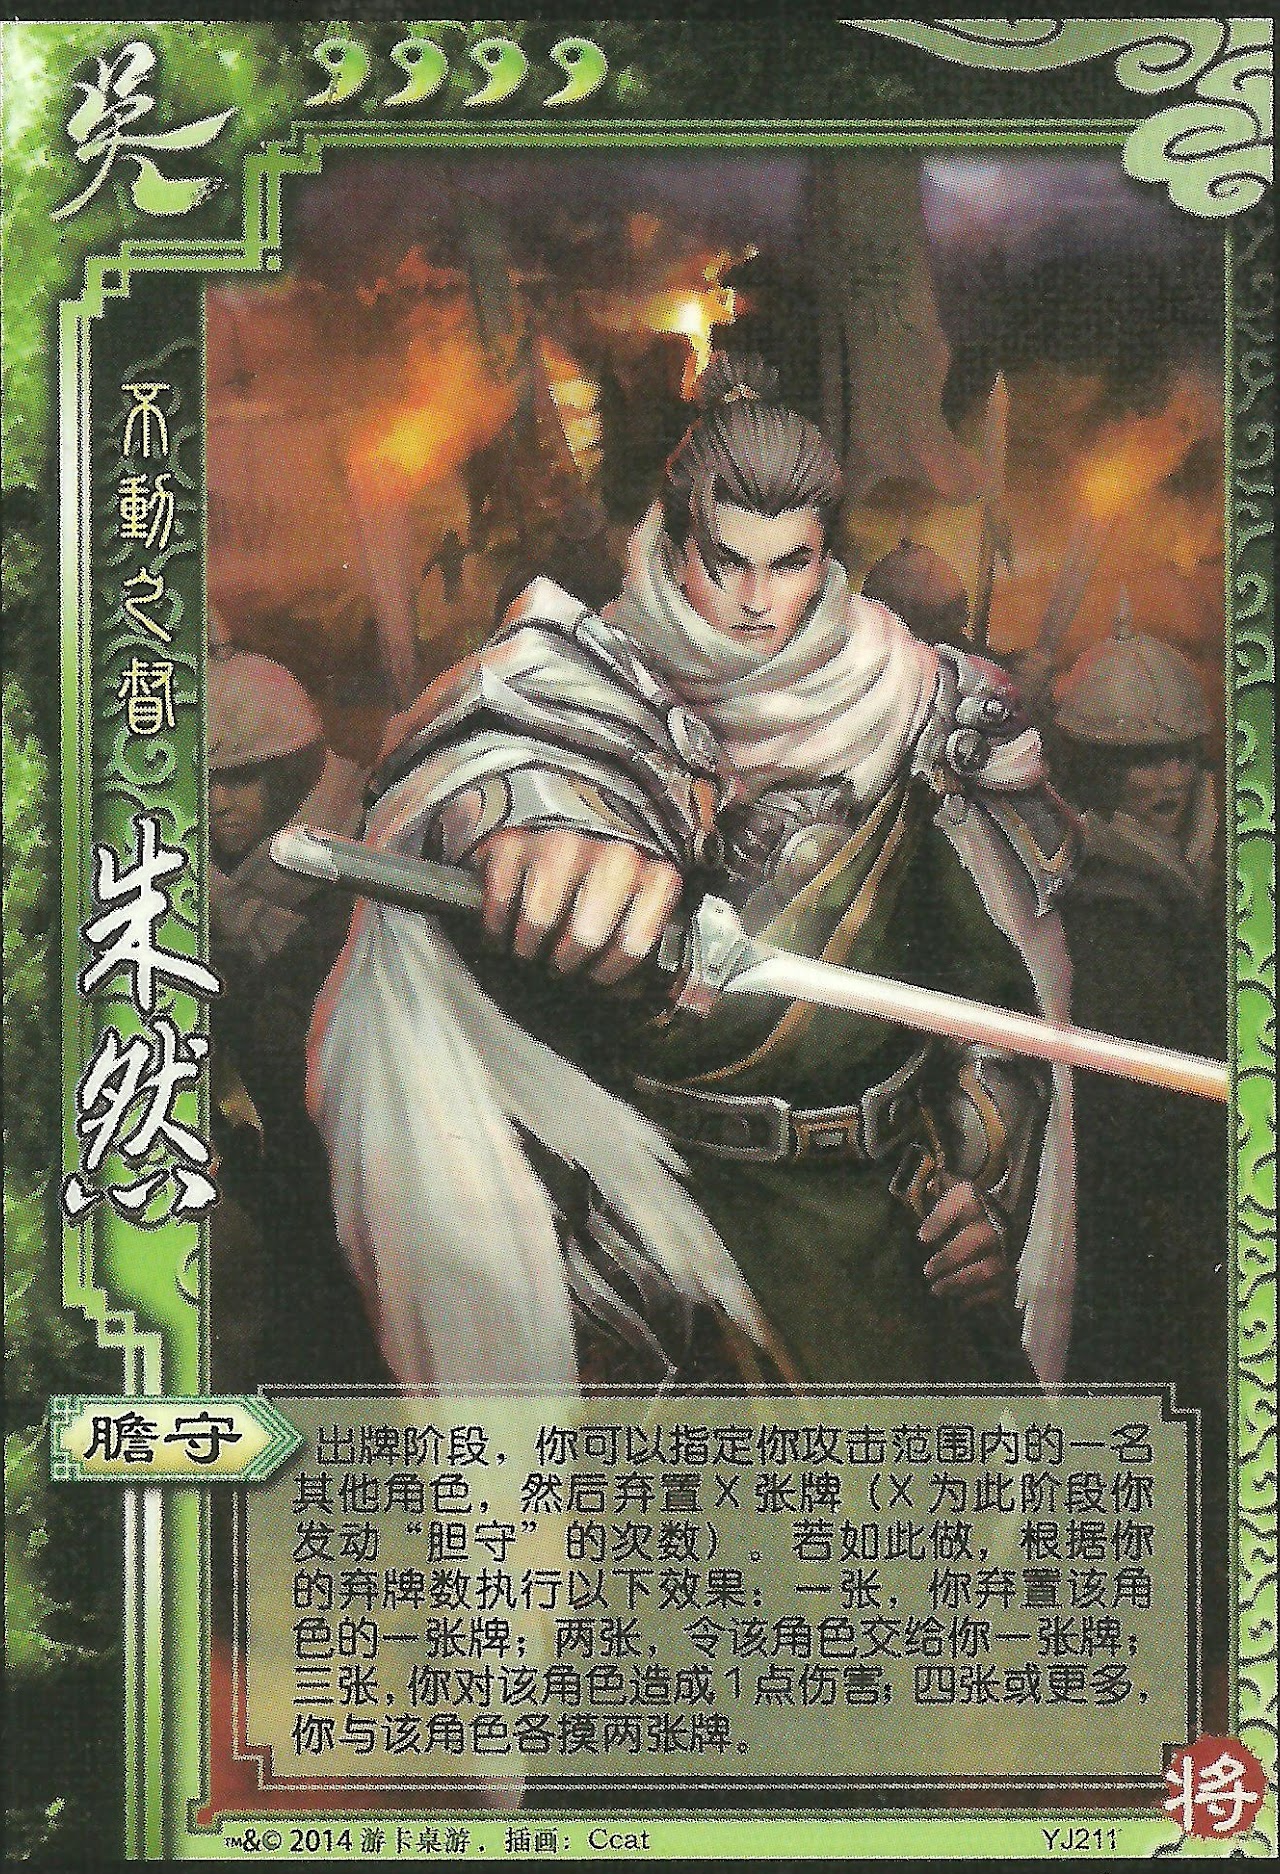 吴
不動之督
朱然
膽守
出牌阶段，你可以指定你攻击范围内的一名
其他角色，然后弃置X张牌（X为此阶段你
发动“胆守”的次数）。若如此做，根据你
的弃牌数执行以下效果：一张，你弃置该角
色的一张牌；两张，令该角色交给你一张牌；
三张，你对该角色造成1点伤害；四张或更多，
你与该角色各摸两张牌。
将
™&© 2014 游卡桌游．插画：Ccat
YJ211